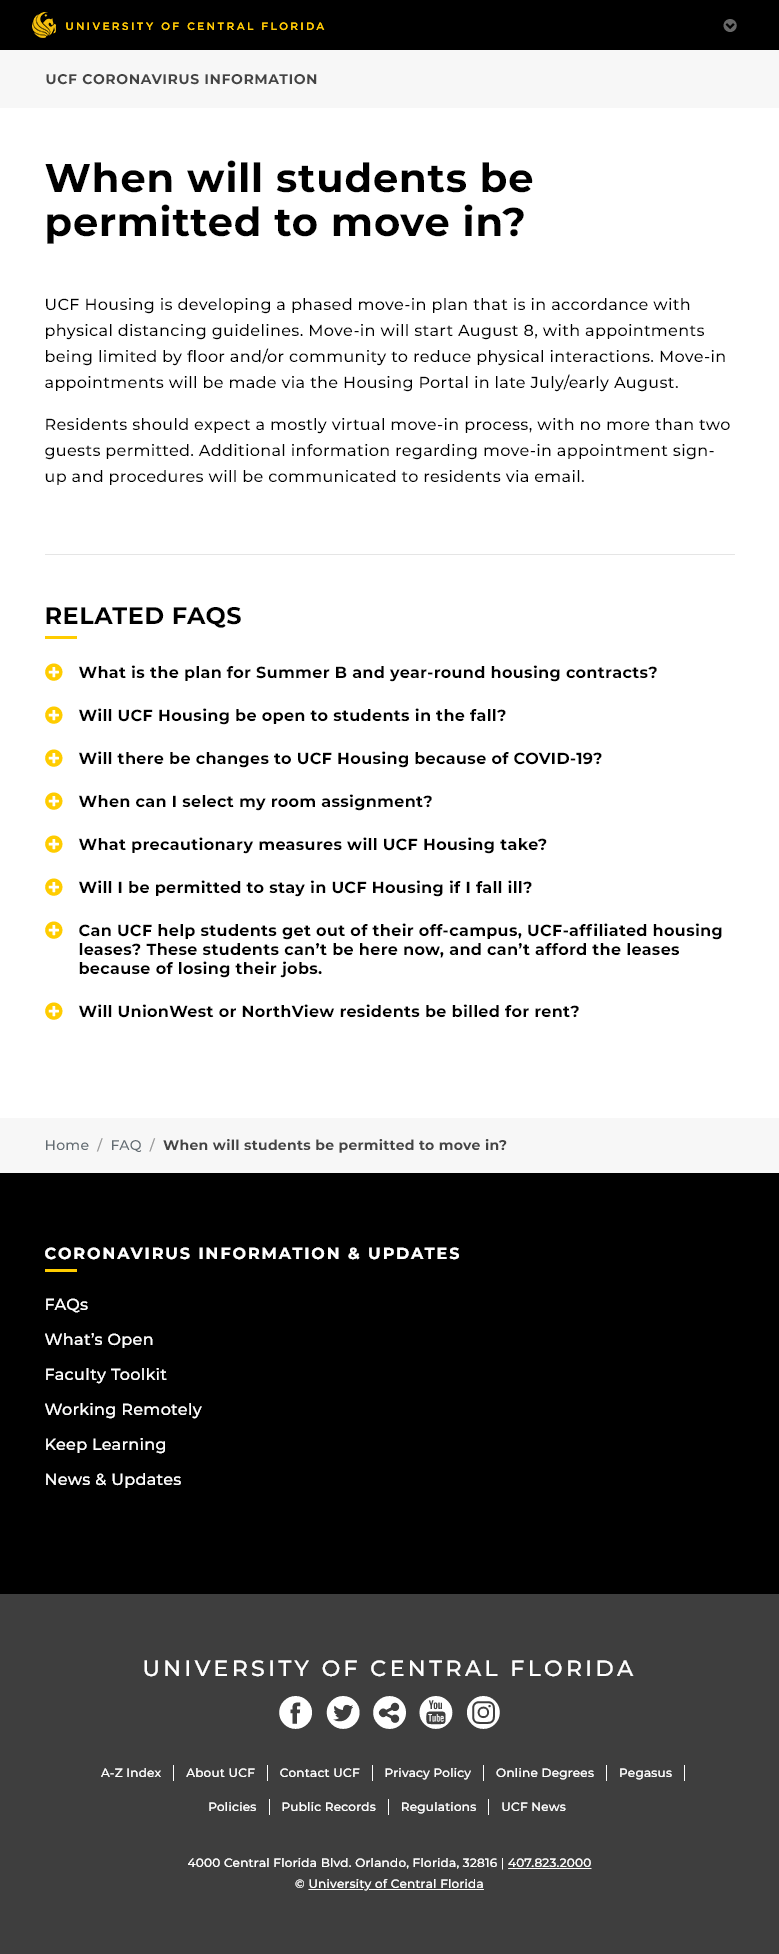 UNIVERSITY OF CENTRAL FLORIDA
UCF CORONAVIRUS INFORMATION
When will students be
permitted to move in?
UCF Housing is developing a phased move-in plan that is in accordance with
physical distancing guidelines. Move-in will start August 8, with appointments
being limited by floor and/or community to reduce physical interactions. Move-in
appointments will be made via the Housing Portal in late July/early August.
Residents should expect a mostly virtual move-in process, with no more than two
guests permitted. Additional information regarding move-in appointment sign-
up and procedures will be communicated to residents via email.
RELATED FAQS
What is the plan for Summer B and year-round housing contracts?
Will UCF Housing be open to students in the fall?
Will there be changes to UCF Housing because of COVID-19?
When can I select my room assignment?
What precautionary measures will UCF Housing take?
Will I be permitted to stay in UCF Housing if I fall ill?
Can UCF help students get out of their off-campus, UCF-affiliated housing
leases? These students can’t be here now, and can’t afford the leases
because of losing their jobs.
Will UnionWest or NorthView residents be billed for rent?
Home / FAQ / When will students be permitted to move in?
CORONAVIRUS INFORMATION & UPDATES
FAQs
What’s Open
Faculty Toolkit
Working Remotely
Keep Learning
News & Updates
UNIVERSITY OF CENTRAL FLORIDA
You
Tube
A-Z Index | About UCF | Contact UCF | Privacy Policy | Online Degrees | Pegasus |
Policies | Public Records | Regulations | UCF News
4000 Central Florida Blvd. Orlando, Florida, 32816 | 407.823.2000
© University of Central Florida